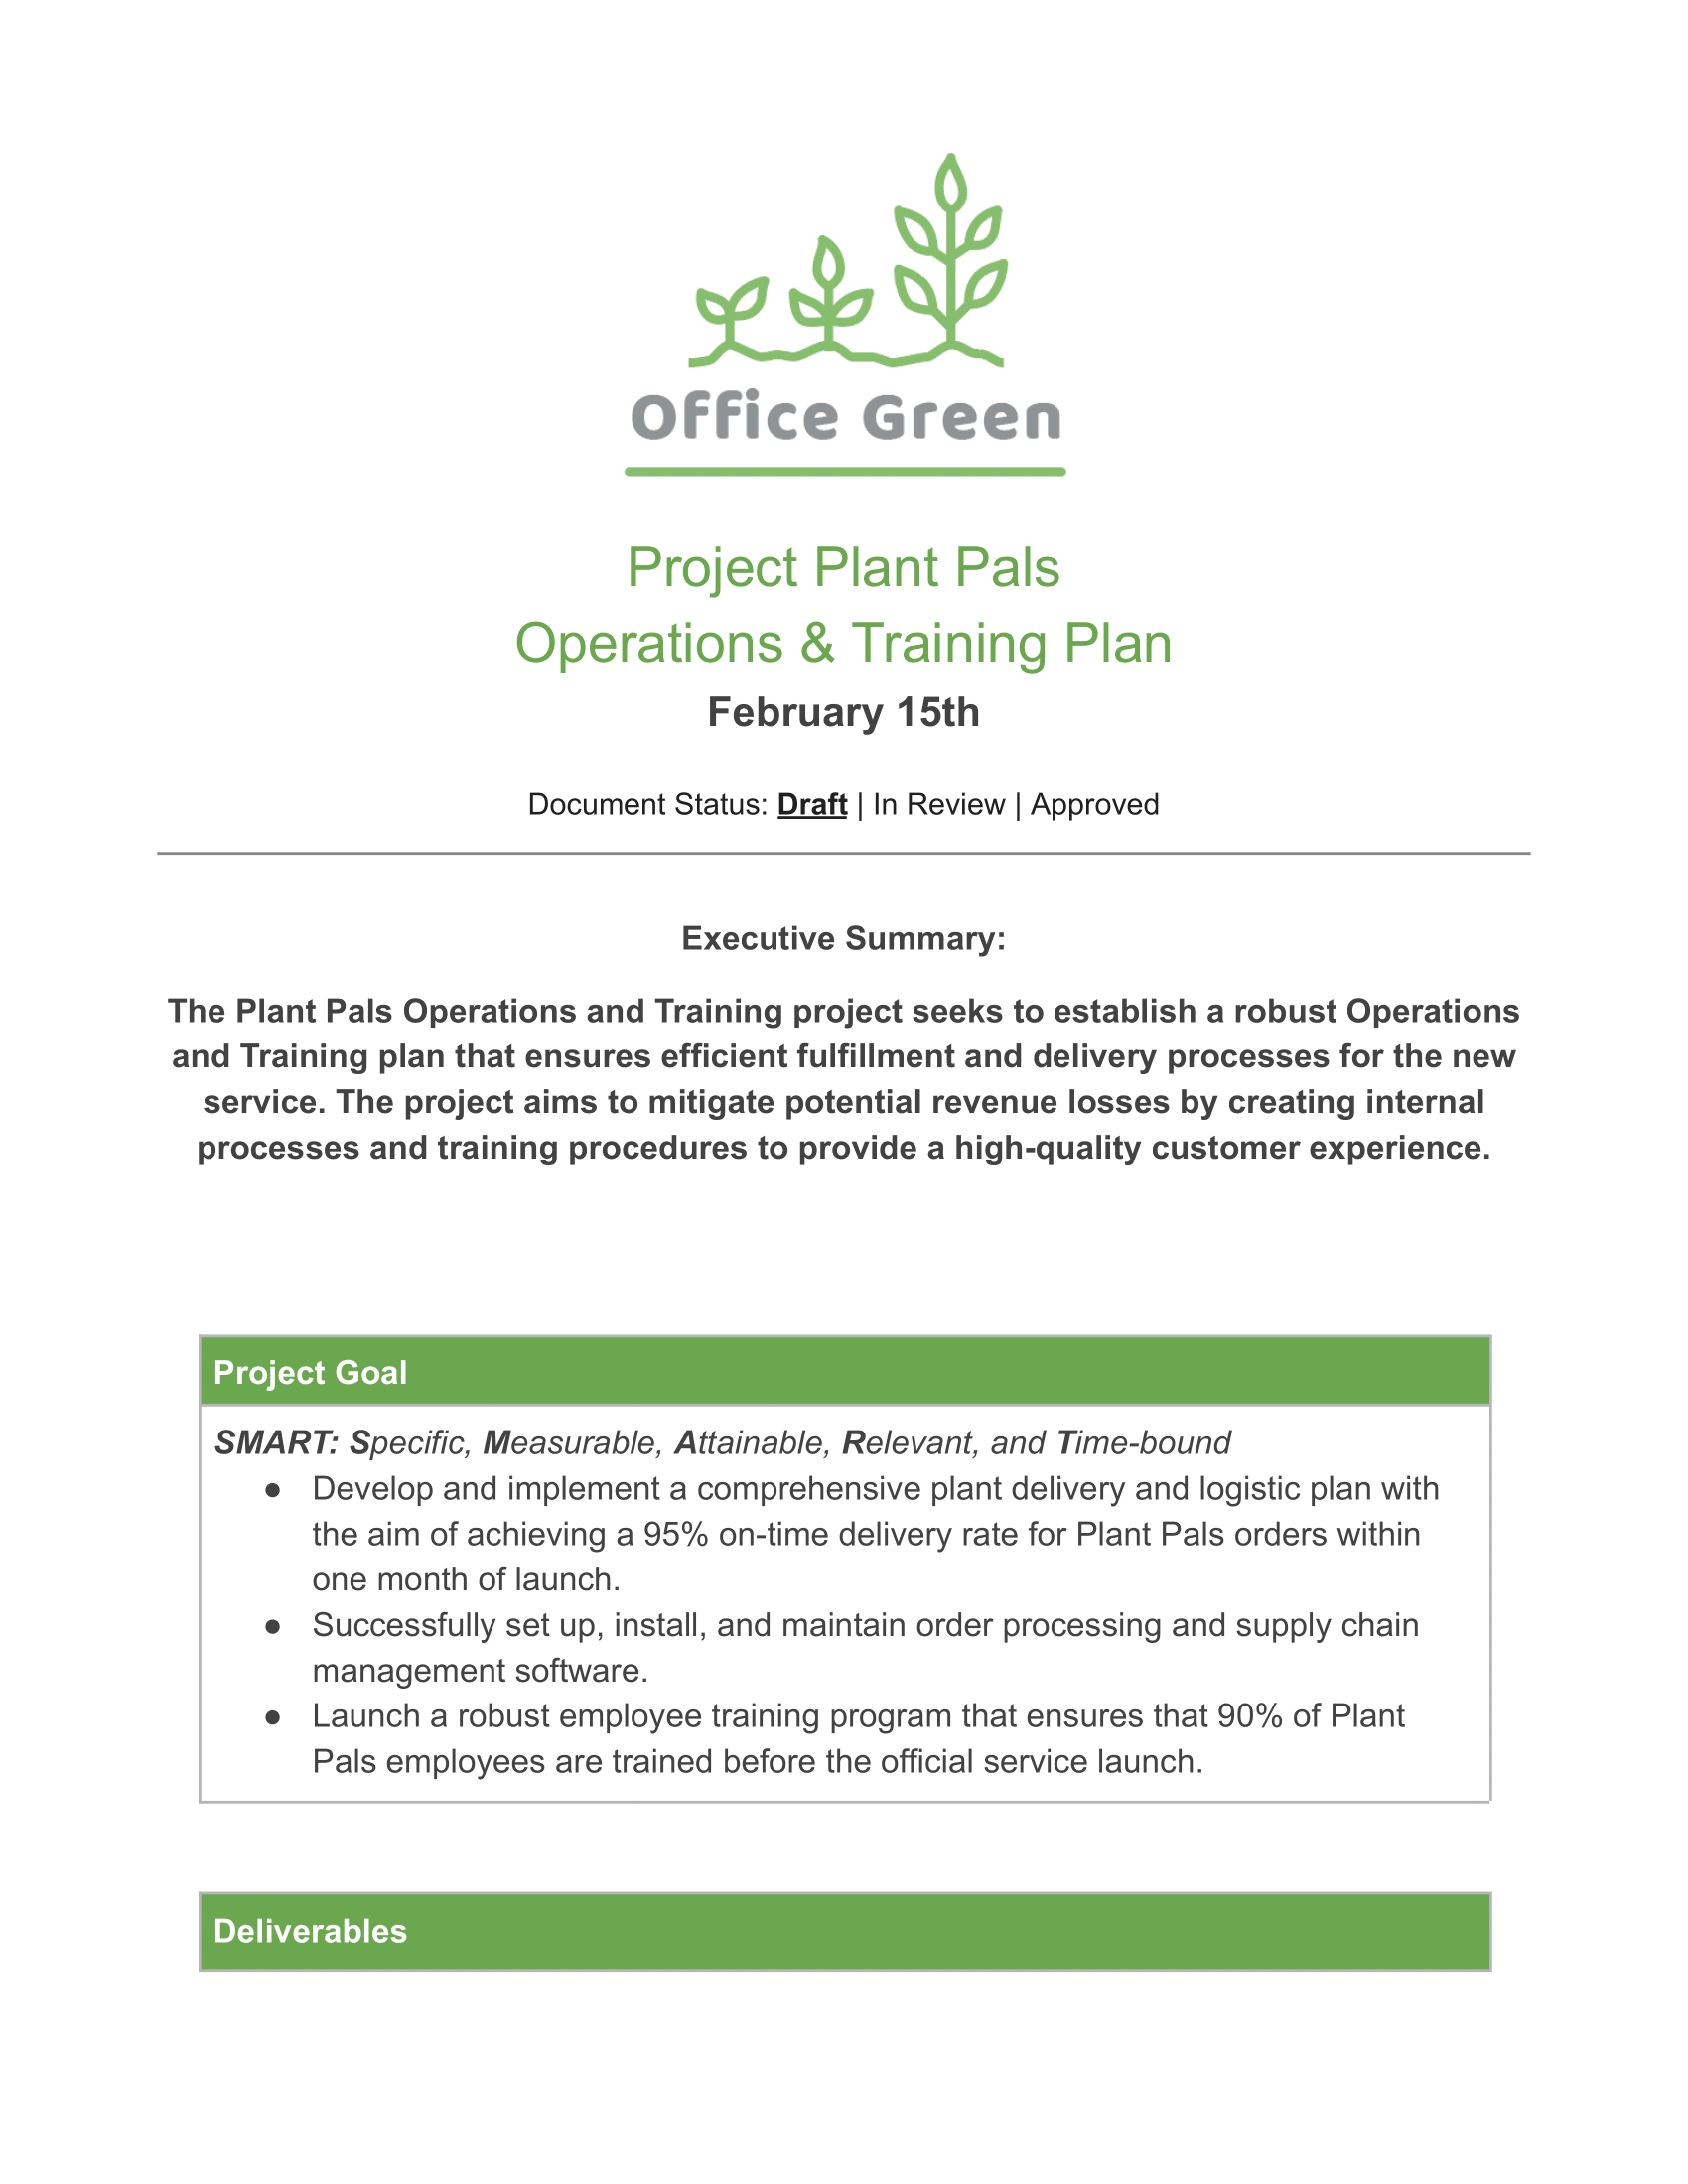 Office Green
Project Plant Pals
Operations & Training Plan
February 15th
Document Status: Draft | In Review | Approved
Executive Summary:
The Plant Pals Operations and Training project seeks to establish a robust Operations
and Training plan that ensures efficient fulfillment and delivery processes for the new
service. The project aims to mitigate potential revenue losses by creating internal
processes and training procedures to provide a high-quality customer experience.
Project Goal
SMART: Specific, Measurable, Attainable, Relevant, and Time-bound
● Develop and implement a comprehensive plant delivery and logistic plan with
the aim of achieving a 95% on-time delivery rate for Plant Pals orders within
one month of launch.
● Successfully set up, install, and maintain order processing and supply chain
management software.
● Launch a robust employee training program that ensures that 90% of Plant
Pals employees are trained before the official service launch.
Deliverables